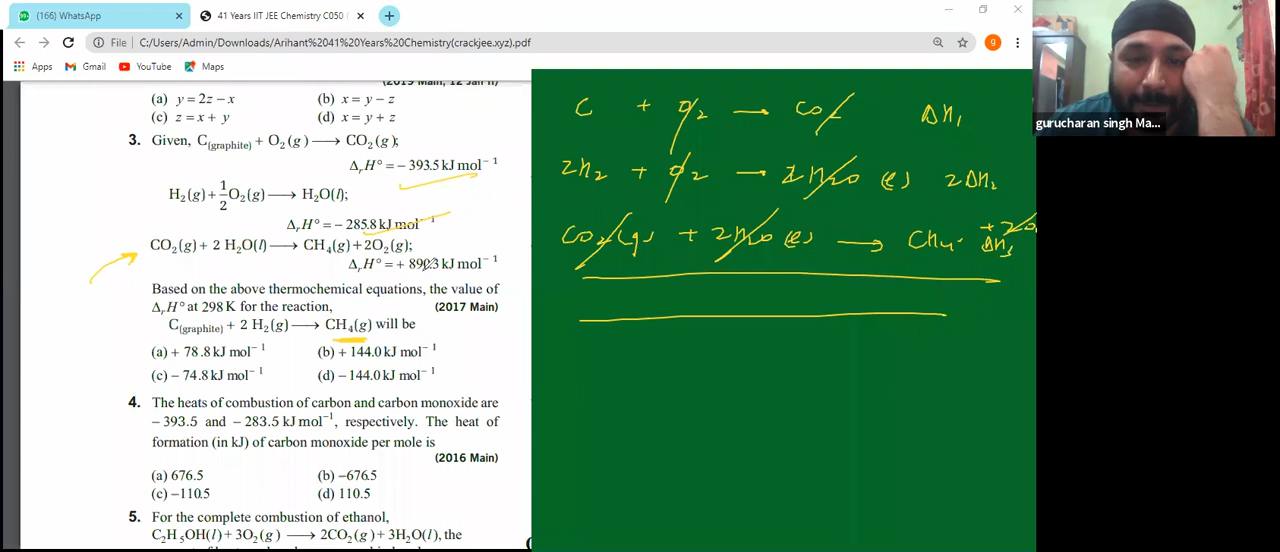 (166) WhatsApp
41 Years IIT JEE Chemistry C050
File C:/Users/Admin/Downloads/Arihant%2041%20Years%20Chemistry(crackjee.xyz).pdf
Apps Gmail YouTube Maps
(2019 Main, 12 Jan II)
(a) y = 2z − x (b) x = y − z
(c) z = x + y (d) x = y + z
3. Given, C(graphite) + O₂(g) ⟶ CO₂(g);
ΔᵣH° = − 393.5 kJ mol⁻¹
H₂(g) + 1/2 O₂(g) ⟶ H₂O(l);
ΔᵣH° = − 285.8 kJ mol⁻¹
CO₂(g) + 2 H₂O(l) ⟶ CH₄(g) + 2O₂(g);
ΔᵣH° = + 890.3 kJ mol⁻¹
Based on the above thermochemical equations, the value of
ΔᵣH° at 298 K for the reaction, (2017 Main)
C(graphite) + 2 H₂(g) ⟶ CH₄(g) will be
(a) + 78.8 kJ mol⁻¹ (b) + 144.0 kJ mol⁻¹
(c) − 74.8 kJ mol⁻¹ (d) − 144.0 kJ mol⁻¹
4. The heats of combustion of carbon and carbon monoxide are
− 393.5 and − 283.5 kJ mol⁻¹, respectively. The heat of
formation (in kJ) of carbon monoxide per mole is
(2016 Main)
(a) 676.5 (b) −676.5
(c) −110.5 (d) 110.5
5. For the complete combustion of ethanol,
C₂H₅OH(l) + 3O₂(g) ⟶ 2CO₂(g) + 3H₂O(l), the
C + O₂ ⟶ CO₂ ΔH₁
2H₂ + O₂ ⟶ 2H₂O (l) 2ΔH₂
CO₂(g) + 2H₂O (l) ⟶ CH₄ + 2O₂ ΔH₃
gurucharan singh Ma...
g